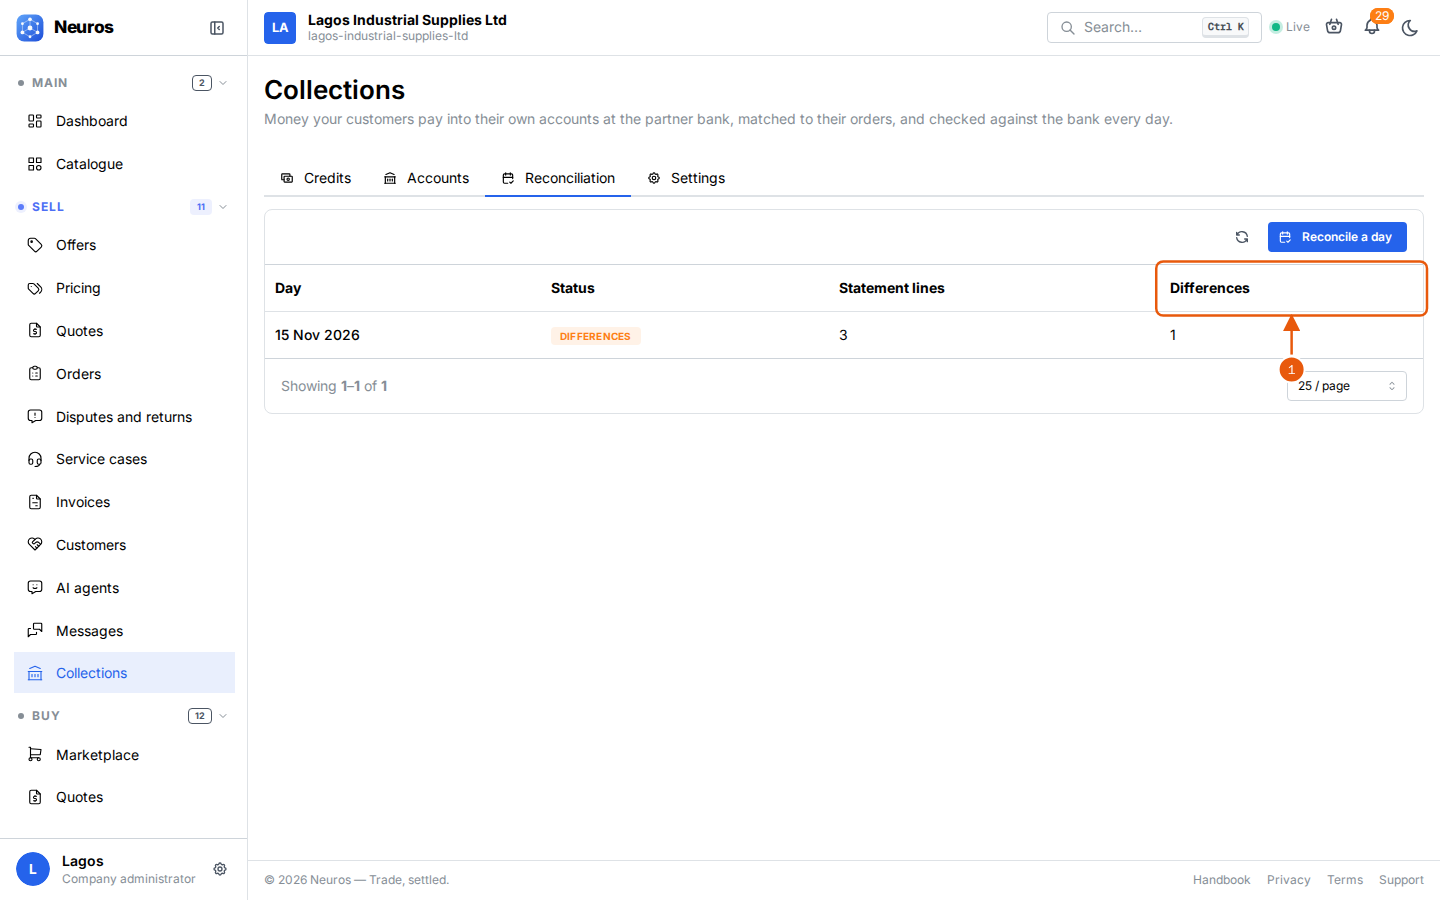 Neuros
LA
Lagos Industrial Supplies Ltd
lagos-industrial-supplies-ltd
Search...
Ctrl K
Live
29
MAIN
2
Dashboard
Catalogue
SELL
11
Offers
Pricing
Quotes
Orders
Disputes and returns
Service cases
Invoices
Customers
AI agents
Messages
Collections
BUY
12
Marketplace
Quotes
L
Lagos
Company administrator
Collections
Money your customers pay into their own accounts at the partner bank, matched to their orders, and checked against the bank every day.
Credits
Accounts
Reconciliation
Settings
Reconcile a day
Day
Status
Statement lines
Differences
15 Nov 2026
DIFFERENCES
3
1
1
Showing 1–1 of 1
25 / page
© 2026 Neuros — Trade, settled.
Handbook
Privacy
Terms
Support